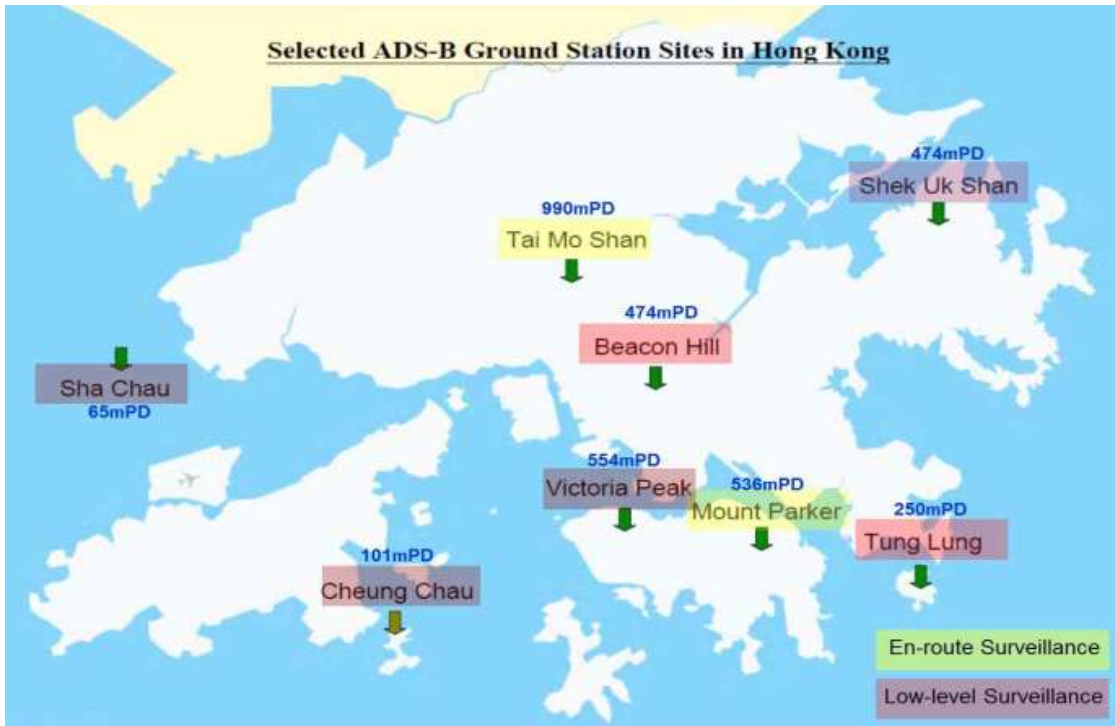 Selected ADS-B Ground Station Sites in Hong Kong
474mPD
Shek Uk Shan
990mPD
Tai Mo Shan
474mPD
Beacon Hill
Sha Chau
65mPD
554mPD
Victoria Peak
536mPD
Mount Parker
250mPD
Tung Lung
101mPD
Cheung Chau
En-route Surveillance
Low-level Surveillance